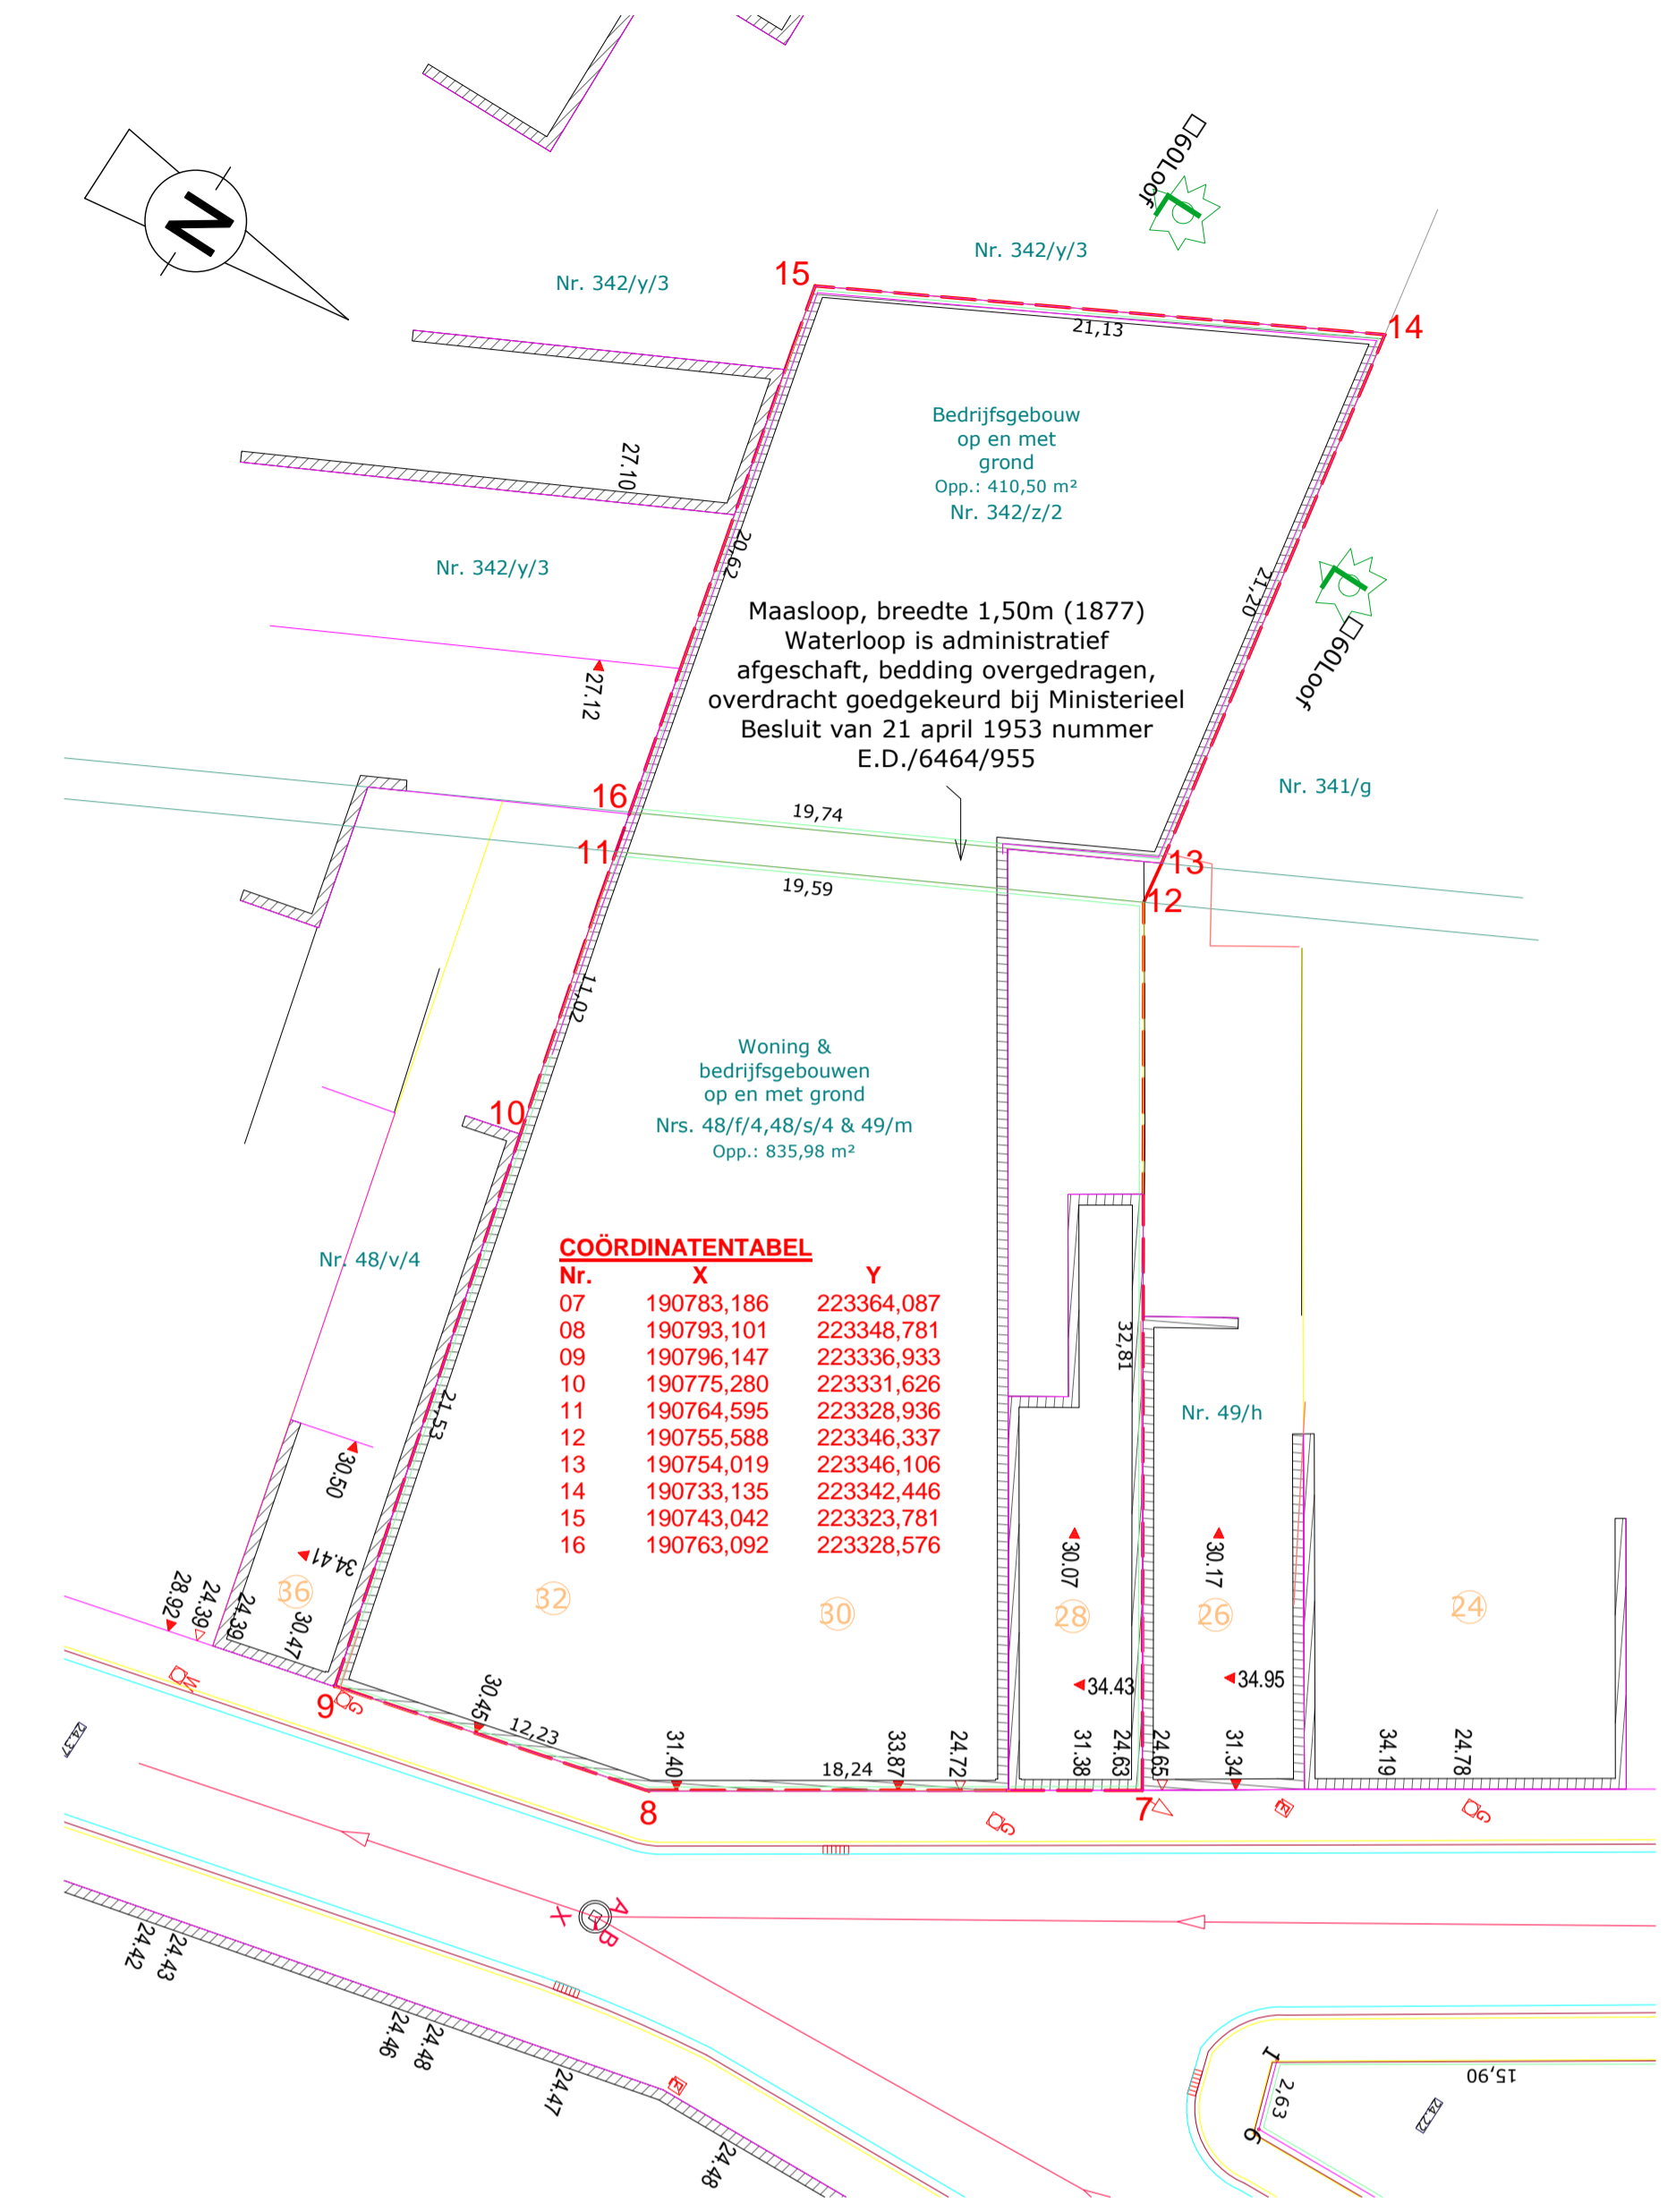 □60Loof
N
Nr. 342/y/3
Nr. 342/y/3
15
14
21,13
Bedrijfsgebouw
op en met
grond
Opp.: 410,50 m²
Nr. 342/z/2
27.10
20,62
Nr. 342/y/3
21,20
□60Loof
Maasloop, breedte 1,50m (1877)
Waterloop is administratief
afgeschaft, bedding overgedragen,
overdracht goedgekeurd bij Ministerieel
Besluit van 21 april 1953 nummer
E.D./6464/955
27.12
Nr. 341/g
16
19,74
11
13
19,59
12
11,02
Woning &
bedrijfsgebouwen
op en met grond
Nrs. 48/f/4,48/s/4 & 49/m
Opp.: 835,98 m²
10
Nr. 48/v/4
COÖRDINATENTABEL
Nr. X Y
07 190783,186 223364,087
08 190793,101 223348,781
09 190796,147 223336,933
10 190775,280 223331,626
11 190764,595 223328,936
12 190755,588 223346,337
13 190754,019 223346,106
14 190733,135 223342,446
15 190743,042 223323,781
16 190763,092 223328,576
32,81
21,53
Nr. 49/h
30.50
34.41
30.07
30.17
28.92
24.39
24.39
36
30.47
32
30
28
26
24
34.43
34.95
W
9
G
30.45
12,23
31.40
18,24
33.87
24.72
31.38
24.63
24.65
31.34
34.19
24.78
24.37
8
7
G
G
A
X
B
24.42
24.43
24.46
24.48
24.47
24.48
1
2,63
6
15,90
24.22